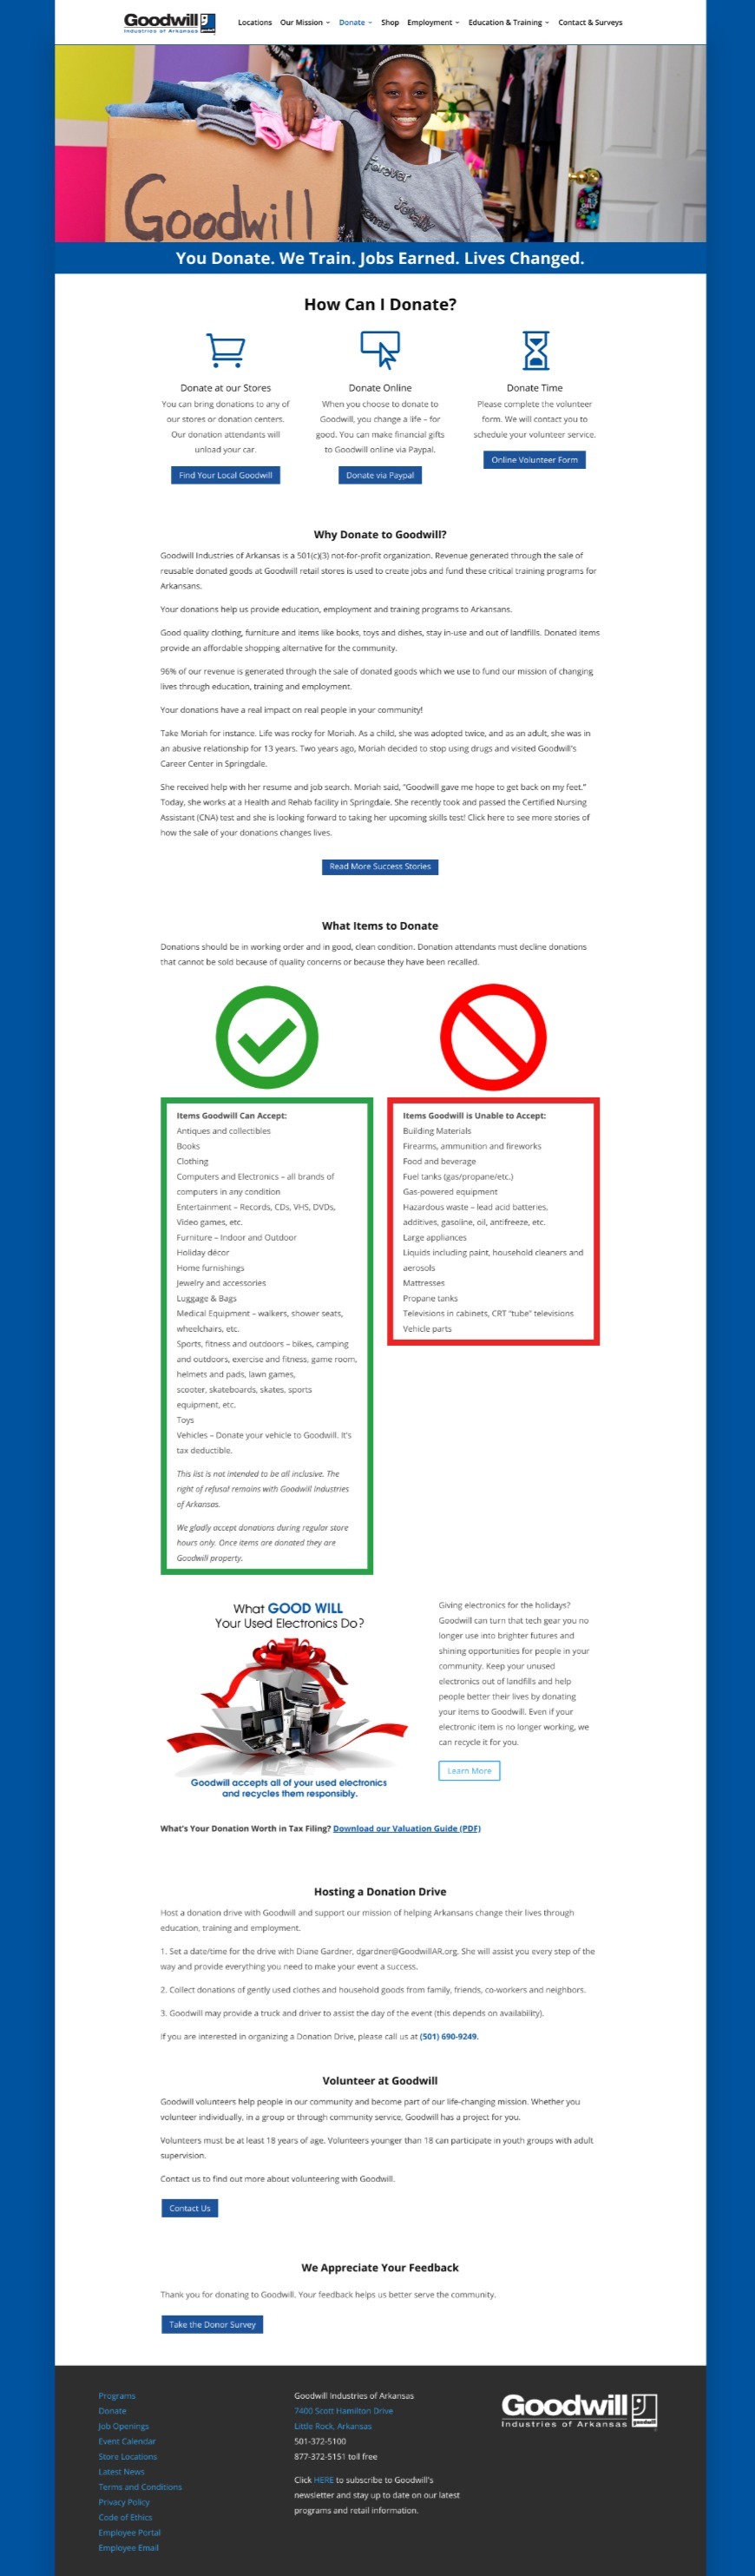 Goodwill
Industries of Arkansas
Locations Our Mission Donate Shop Employment Education & Training Contact & Surveys
Goodwill
Forever
You Donate. We Train. Jobs Earned. Lives Changed.
How Can I Donate?
Donate at our Stores
You can bring donations to any of
our stores or donation centers.
Our donation attendants will
unload your car.
Find Your Local Goodwill
Donate Online
When you choose to donate to
Goodwill, you change a life – for
good. You can make financial gifts
to Goodwill online via Paypal.
Donate via Paypal
Donate Time
Please complete the volunteer
form. We will contact you to
schedule your volunteer service.
Online Volunteer Form
Why Donate to Goodwill?
Goodwill Industries of Arkansas is a 501(c)(3) not-for-profit organization. Revenue generated through the sale of
reusable donated goods at Goodwill retail stores is used to create jobs and fund these critical training programs for
Arkansans.
Your donations help us provide education, employment and training programs to Arkansans.
Good quality clothing, furniture and items like books, toys and dishes, stay in-use and out of landfills. Donated items
provide an affordable shopping alternative for the community.
96% of our revenue is generated through the sale of donated goods which we use to fund our mission of changing
lives through education, training and employment.
Your donations have a real impact on real people in your community!
Take Moriah for instance. Life was rocky for Moriah. As a child, she was adopted twice, and as an adult, she was in
an abusive relationship for 13 years. Two years ago, Moriah decided to stop using drugs and visited Goodwill's
Career Center in Springdale.
She received help with her resume and job search. Moriah said, "Goodwill gave me hope to get back on my feet."
Today, she works at a Health and Rehab facility in Springdale. She recently took and passed the Certified Nursing
Assistant (CNA) test and she is looking forward to taking her upcoming skills test! Click here to see more stories of
how the sale of your donations changes lives.
Read More Success Stories
What Items to Donate
Donations should be in working order and in good, clean condition. Donation attendants must decline donations
that cannot be sold because of quality concerns or because they have been recalled.
Items Goodwill Can Accept:
Antiques and collectibles
Books
Clothing
Computers and Electronics – all brands of
computers in any condition
Entertainment – Records, CDs, VHS, DVDs,
Video games, etc.
Furniture – Indoor and Outdoor
Holiday décor
Home furnishings
Jewelry and accessories
Luggage & Bags
Medical Equipment – walkers, shower seats,
wheelchairs, etc.
Sports, fitness and outdoors – bikes, camping
and outdoors, exercise and fitness, game room,
helmets and pads, lawn games,
scooter, skateboards, skates, sports
equipment, etc.
Toys
Vehicles – Donate your vehicle to Goodwill. It's
tax deductible.
This list is not intended to be all inclusive. The
right of refusal remains with Goodwill Industries
of Arkansas.
We gladly accept donations during regular store
hours only. Once items are donated they are
Goodwill property.
Items Goodwill is Unable to Accept:
Building Materials
Firearms, ammunition and fireworks
Food and beverage
Fuel tanks (gas/propane/etc.)
Gas-powered equipment
Hazardous waste – lead acid batteries,
additives, gasoline, oil, antifreeze, etc.
Large appliances
Liquids including paint, household cleaners and
aerosols
Mattresses
Propane tanks
Televisions in cabinets, CRT "tube" televisions
Vehicle parts
What GOOD WILL
Your Used Electronics Do?
Goodwill accepts all of your used electronics
and recycles them responsibly.
Giving electronics for the holidays?
Goodwill can turn that tech gear you no
longer use into brighter futures and
shining opportunities for people in your
community. Keep your unused
electronics out of landfills and help
people better their lives by donating
your items to Goodwill. Even if your
electronic item is no longer working, we
can recycle it for you.
Learn More
What's Your Donation Worth in Tax Filing? Download our Valuation Guide (PDF)
Hosting a Donation Drive
Host a donation drive with Goodwill and support our mission of helping Arkansans change their lives through
education, training and employment.
1. Set a date/time for the drive with Diane Gardner, dgardner@GoodwillAR.org. She will assist you every step of the
way and provide everything you need to make your event a success.
2. Collect donations of gently used clothes and household goods from family, friends, co-workers and neighbors.
3. Goodwill may provide a truck and driver to assist the day of the event (this depends on availability).
If you are interested in organizing a Donation Drive, please call us at (501) 690-9249.
Volunteer at Goodwill
Goodwill volunteers help people in our community and become part of our life-changing mission. Whether you
volunteer individually, in a group or through community service, Goodwill has a project for you.
Volunteers must be at least 18 years of age. Volunteers younger than 18 can participate in youth groups with adult
supervision.
Contact us to find out more about volunteering with Goodwill.
Contact Us
We Appreciate Your Feedback
Thank you for donating to Goodwill. Your feedback helps us better serve the community.
Take the Donor Survey
Programs
Donate
Job Openings
Event Calendar
Store Locations
Latest News
Terms and Conditions
Privacy Policy
Code of Ethics
Employee Portal
Employee Email
Goodwill Industries of Arkansas
7400 Scott Hamilton Drive
Little Rock, Arkansas
501-372-5100
877-372-5151 toll free
Click HERE to subscribe to Goodwill's
newsletter and stay up to date on our latest
programs and retail information.
Goodwill
Industries of Arkansas